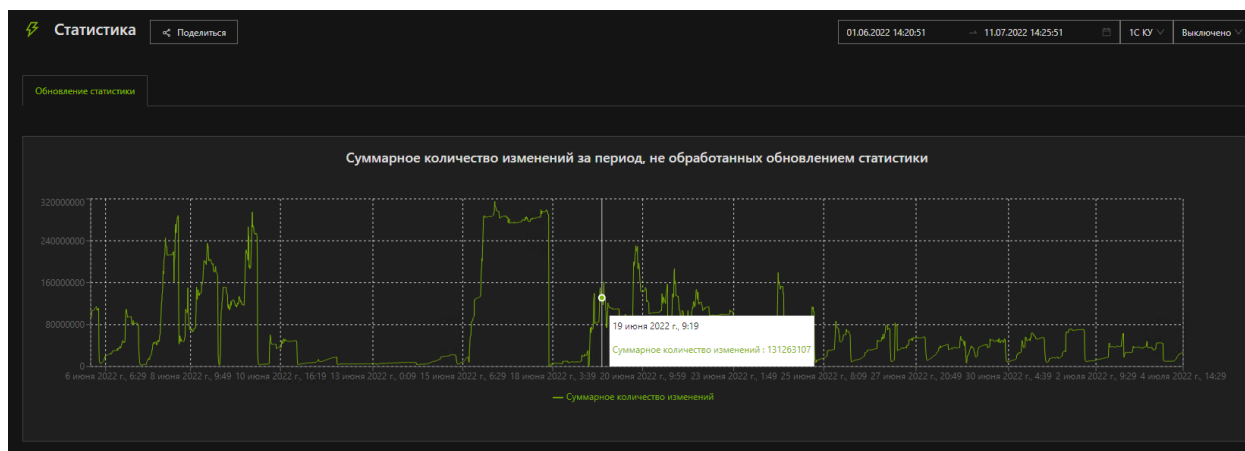 Статистика
Поделиться
01.06.2022 14:20:51 → 11.07.2022 14:25:51
1С КУ
Выключено
Обновление статистики
Суммарное количество изменений за период, не обработанных обновлением статистики
320000000
240000000
160000000
80000000
0
19 июня 2022 г., 9:19
Суммарное количество изменений : 131263107
6 июня 2022 г., 6:29 8 июня 2022 г., 9:49 10 июня 2022 г., 16:19 13 июня 2022 г., 0:09 15 июня 2022 г., 6:29 18 июня 2022 г., 3:39 20 июня 2022 г., 9:59 23 июня 2022 г., 1:49 25 июня 2022 г., 8:09 27 июня 2022 г., 20:49 30 июня 2022 г., 4:39 2 июля 2022 г., 9:29 4 июля 2022 г., 14:29
Суммарное количество изменений